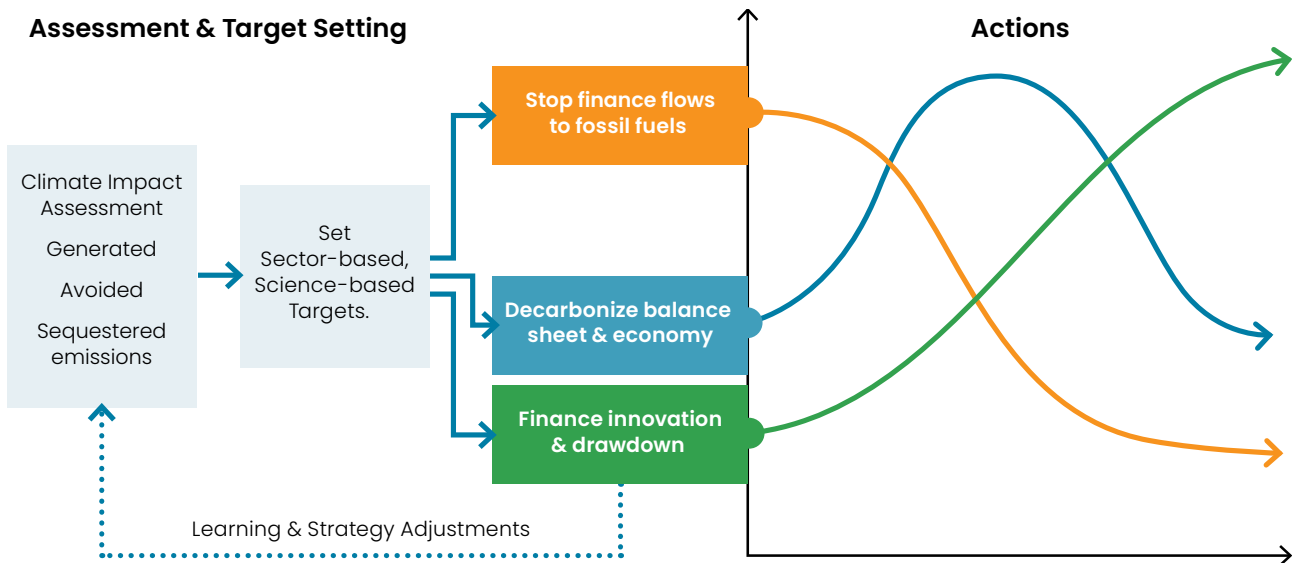 Assessment & Target Setting
Climate Impact
Assessment
Generated
Avoided
Sequestered
emissions
Set
Sector-based,
Science-based
Targets.
Stop finance flows
to fossil fuels
Decarbonize balance
sheet & economy
Finance innovation
& drawdown
Learning & Strategy Adjustments
Actions